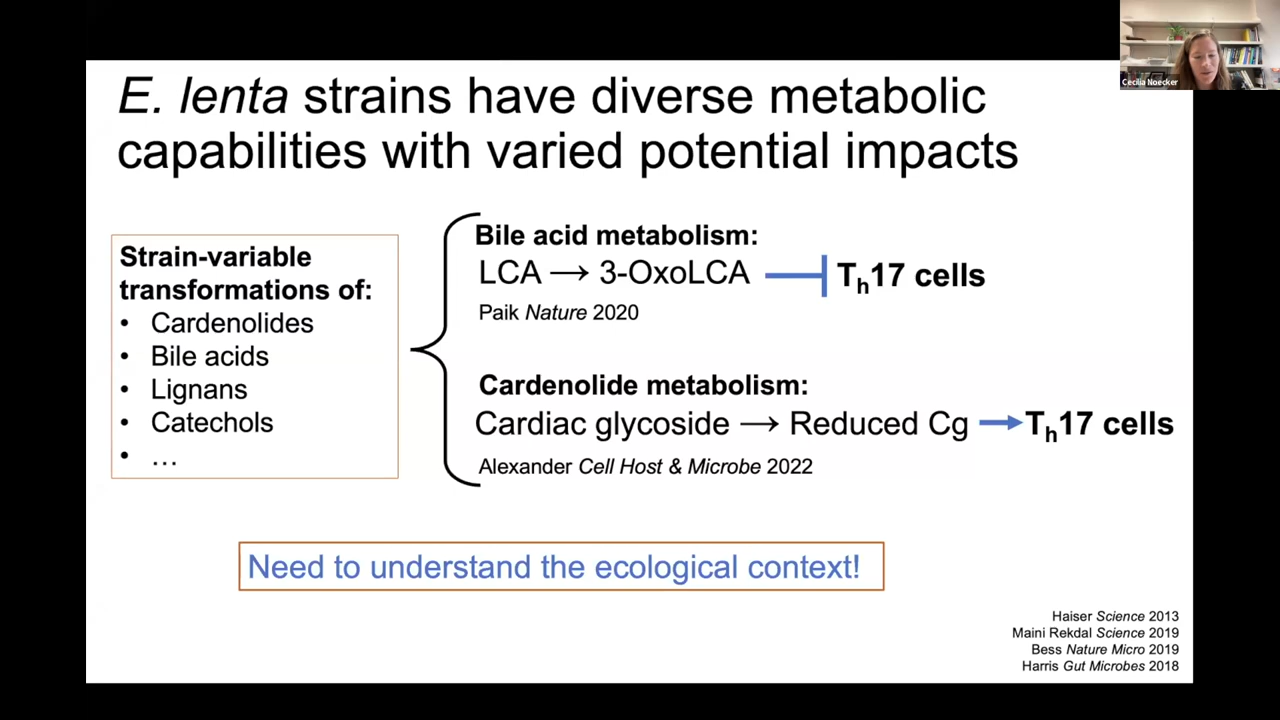 E. lenta strains have diverse metabolic
capabilities with varied potential impacts
Cecilia Noecker
Strain-variable
transformations of:
• Cardenolides
• Bile acids
• Lignans
• Catechols
• …
Bile acid metabolism:
LCA → 3-OxoLCA
Th17 cells
Paik Nature 2020
Cardenolide metabolism:
Cardiac glycoside → Reduced Cg → Th17 cells
Alexander Cell Host & Microbe 2022
Need to understand the ecological context!
Haiser Science 2013
Maini Rekdal Science 2019
Bess Nature Micro 2019
Harris Gut Microbes 2018